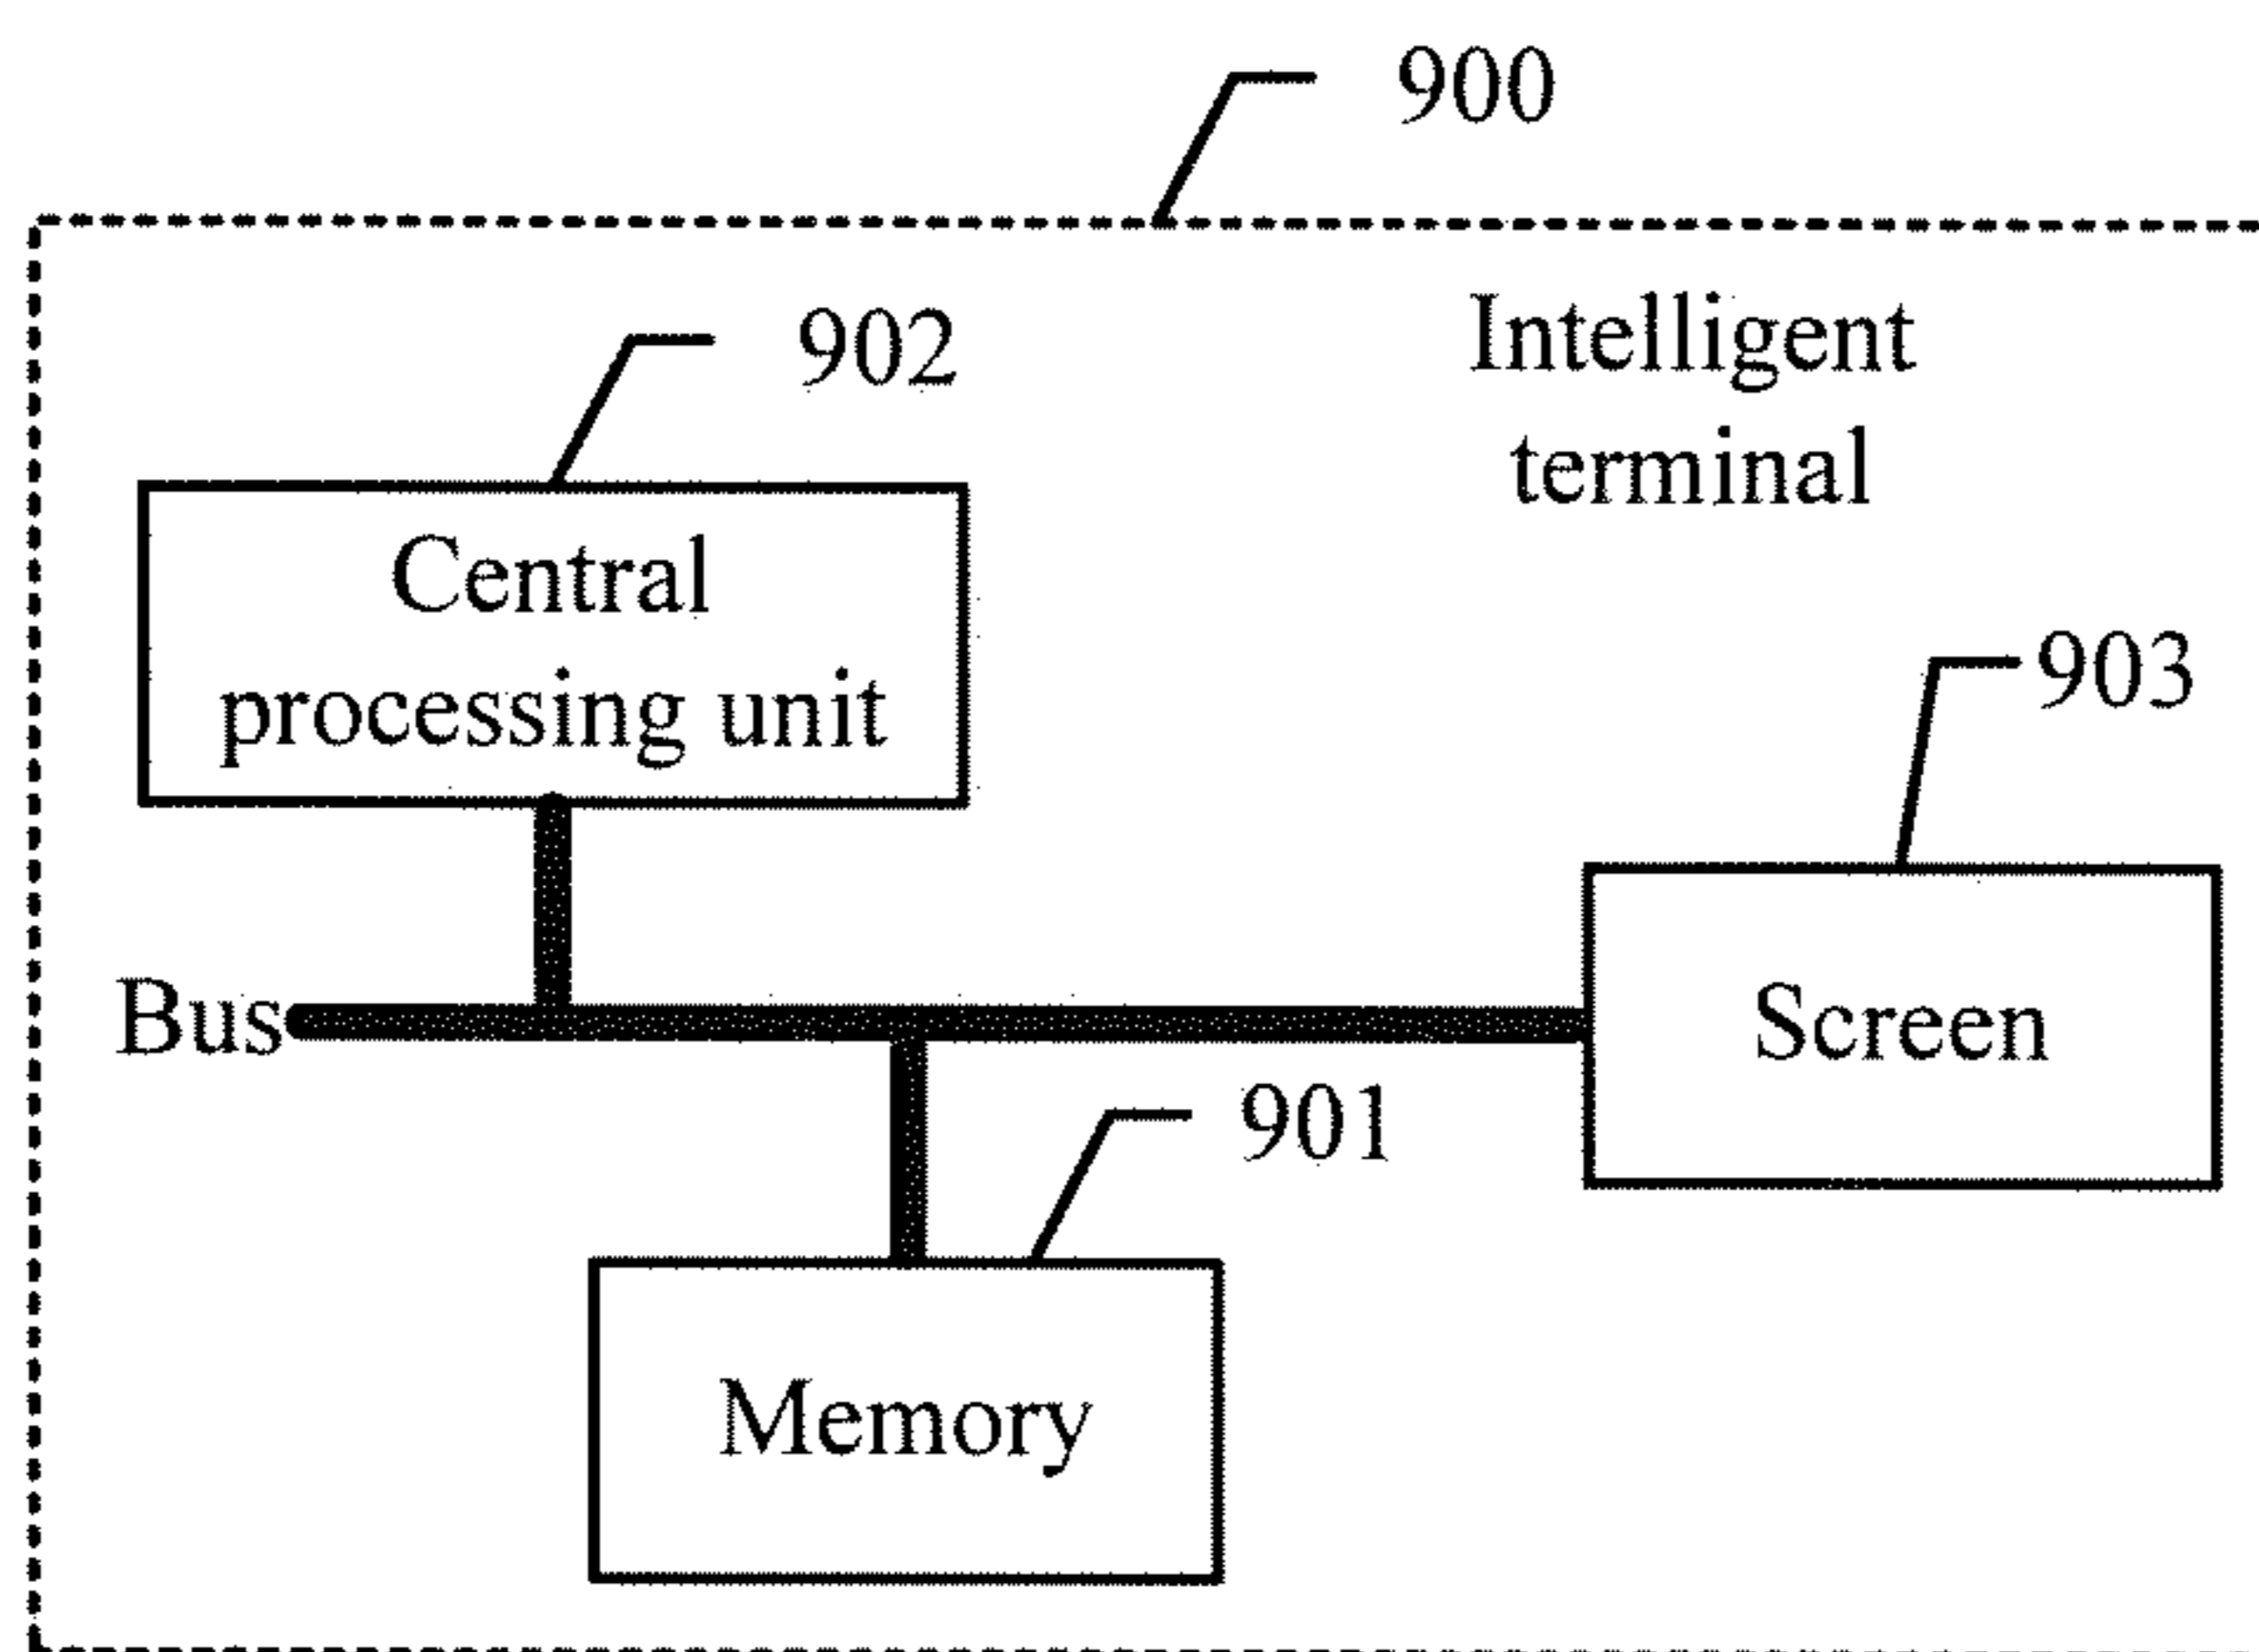 900
902
Intelligent
terminal
Central
processing unit
903
Bus
Screen
901
Memory